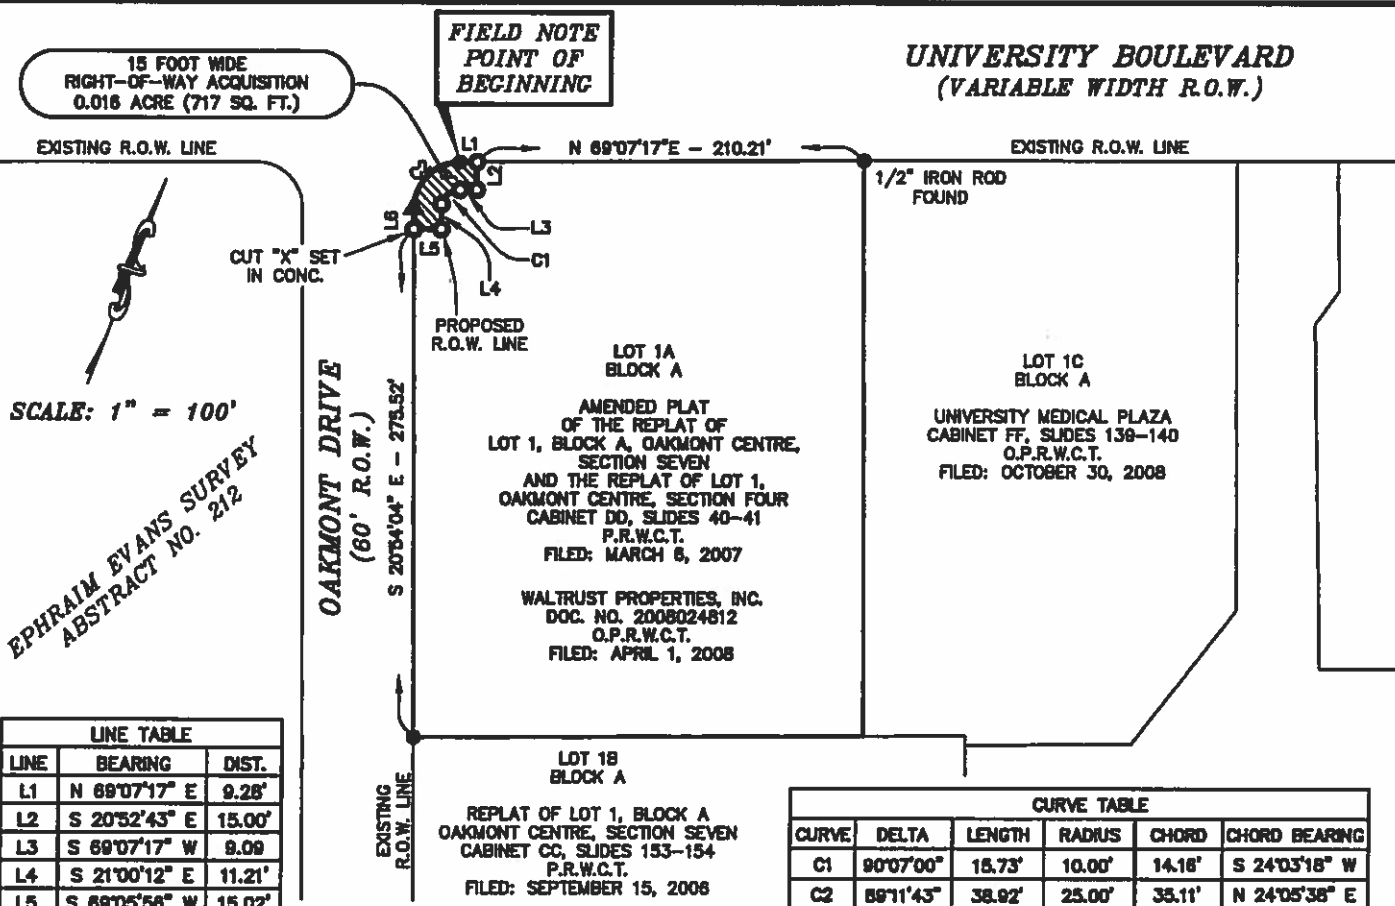 FIELD NOTE
POINT OF
BEGINNING
15 FOOT WIDE
RIGHT-OF-WAY ACQUISITION
0.016 ACRE (717 SQ. FT.)
UNIVERSITY BOULEVARD
(VARIABLE WIDTH R.O.W.)
EXISTING R.O.W. LINE
L1
N 69°07'17"E - 210.21'
EXISTING R.O.W. LINE
C2
L2
1/2" IRON ROD
FOUND
L6
L3
CUT "X" SET
IN CONC.
L5
C1
L4
PROPOSED
R.O.W. LINE
SCALE: 1" = 100'
EPHRAIM EVANS SURVEY
ABSTRACT NO. 212
OAKMONT DRIVE
(60' R.O.W.)
S 20°54'04" E - 275.52'
LOT 1A
BLOCK A
AMENDED PLAT
OF THE REPLAT OF
LOT 1, BLOCK A, OAKMONT CENTRE,
SECTION SEVEN
AND THE REPLAT OF LOT 1,
OAKMONT CENTRE, SECTION FOUR
CABINET DD, SLIDES 40-41
P.R.W.C.T.
FILED: MARCH 6, 2007
WALTRUST PROPERTIES, INC.
DOC. NO. 2008024812
O.P.R.W.C.T.
FILED: APRIL 1, 2008
LOT 1C
BLOCK A
UNIVERSITY MEDICAL PLAZA
CABINET FF, SLIDES 139-140
O.P.R.W.C.T.
FILED: OCTOBER 30, 2008
LOT 1B
BLOCK A
REPLAT OF LOT 1, BLOCK A
OAKMONT CENTRE, SECTION SEVEN
CABINET CC, SLIDES 153-154
P.R.W.C.T.
FILED: SEPTEMBER 15, 2006
EXISTING
R.O.W. LINE
LINE TABLE
LINE BEARING DIST.
L1 N 69°07'17" E 9.28'
L2 S 20°52'43" E 15.00'
L3 S 69°07'17" W 9.09
L4 S 21°00'12" E 11.21'
L5 S 69°05'56" W 15.02'
CURVE TABLE
CURVE DELTA LENGTH RADIUS CHORD CHORD BEARING
C1 90°07'00" 15.73' 10.00' 14.16' S 24°03'18" W
C2 89°11'43" 38.92' 25.00' 35.11' N 24°05'38" E